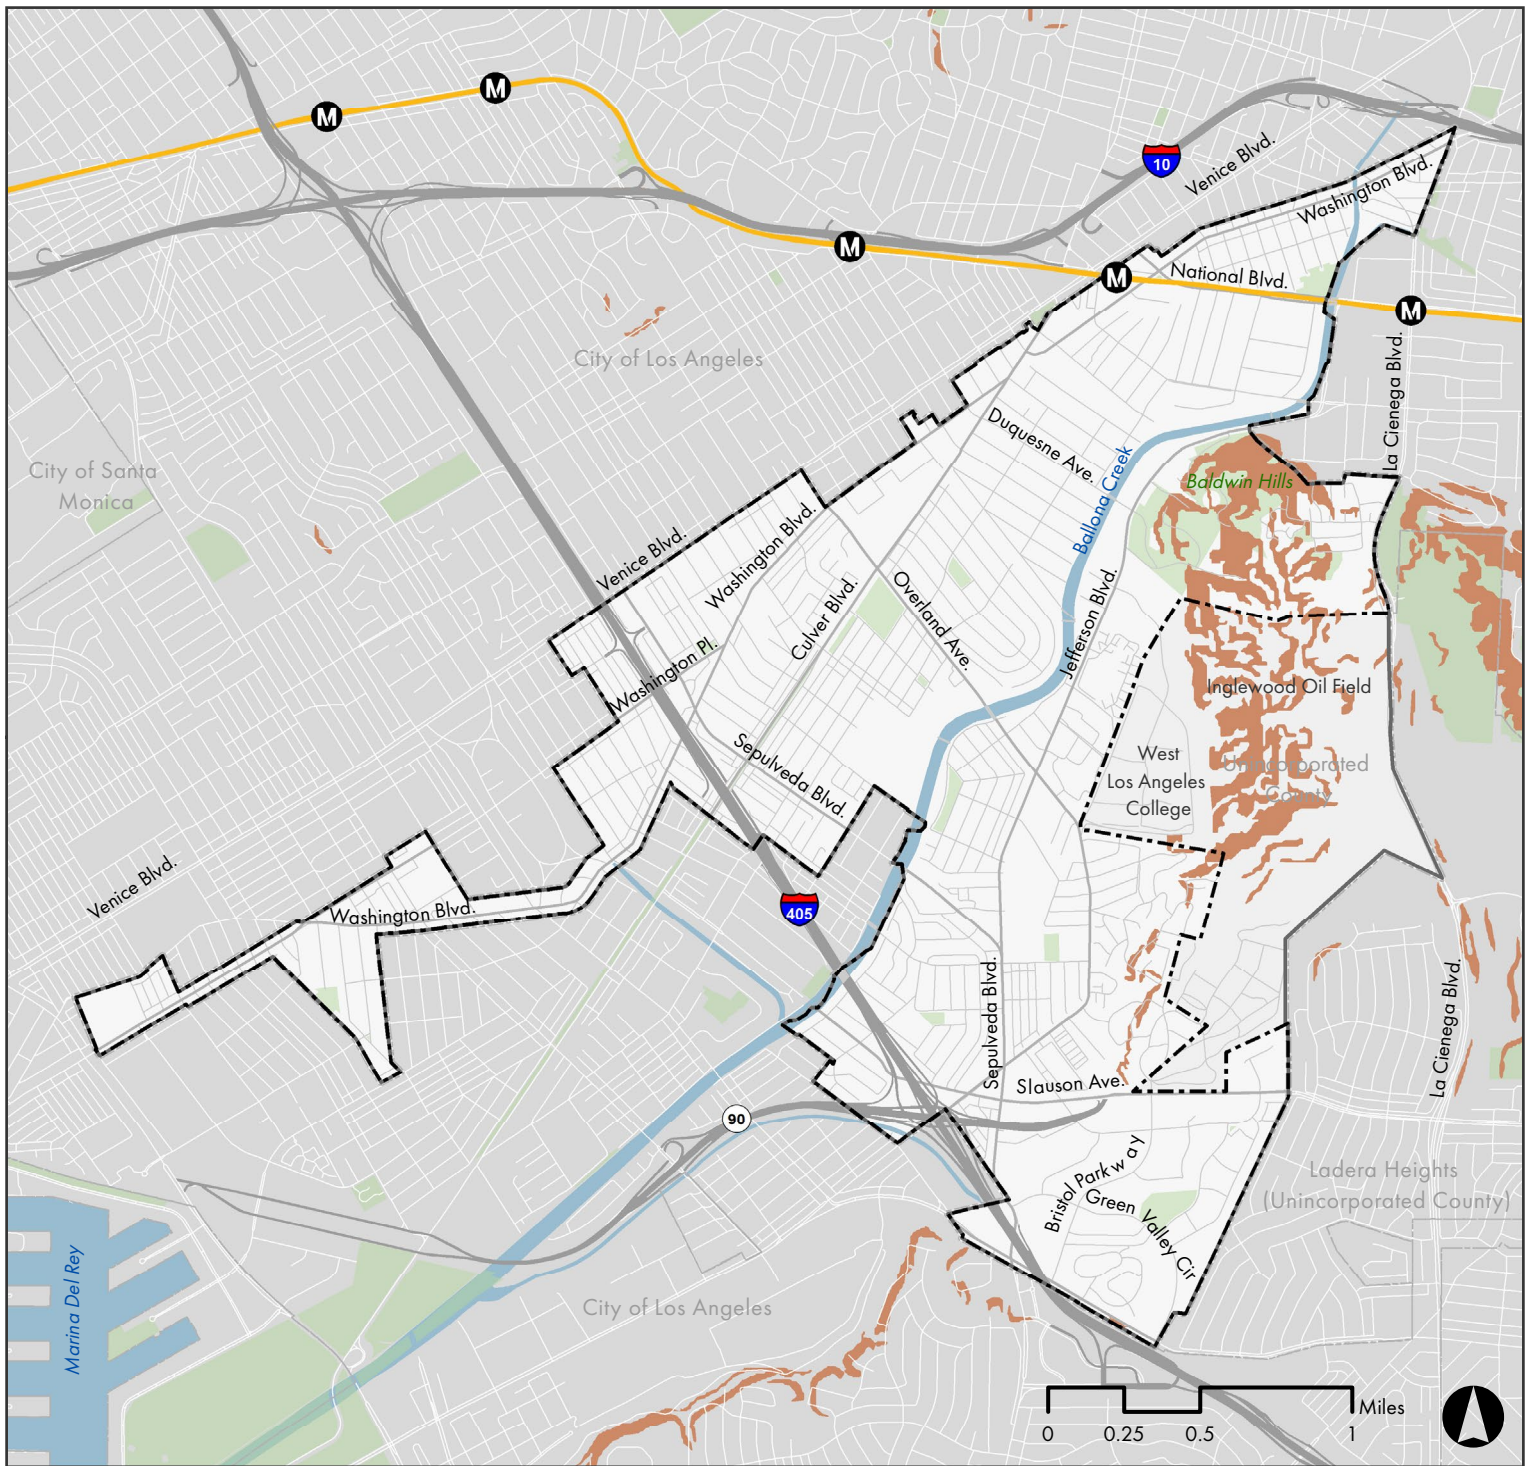 M
M
10
Venice Blvd.
Washington Blvd.
M
M
National Blvd.
M
City of Los Angeles
La Cienega Blvd.
Duquesne Ave.
City of Santa
Monica
Ballona Creek
Baldwin Hills
Venice Blvd.
Washington Blvd.
Culver Blvd.
Overland Ave.
Jefferson Blvd.
Washington Pl.
Inglewood Oil Field
Sepulveda Blvd.
West
Los Angeles
College
Unincorporated
County
Venice Blvd.
Washington Blvd.
405
Sepulveda Blvd.
La Cienega Blvd.
Slauson Ave.
90
Bristol Parkway
Green Valley Cir
Ladera Heights
(Unincorporated County)
Marina Del Rey
City of Los Angeles
Miles
0 0.25 0.5 1